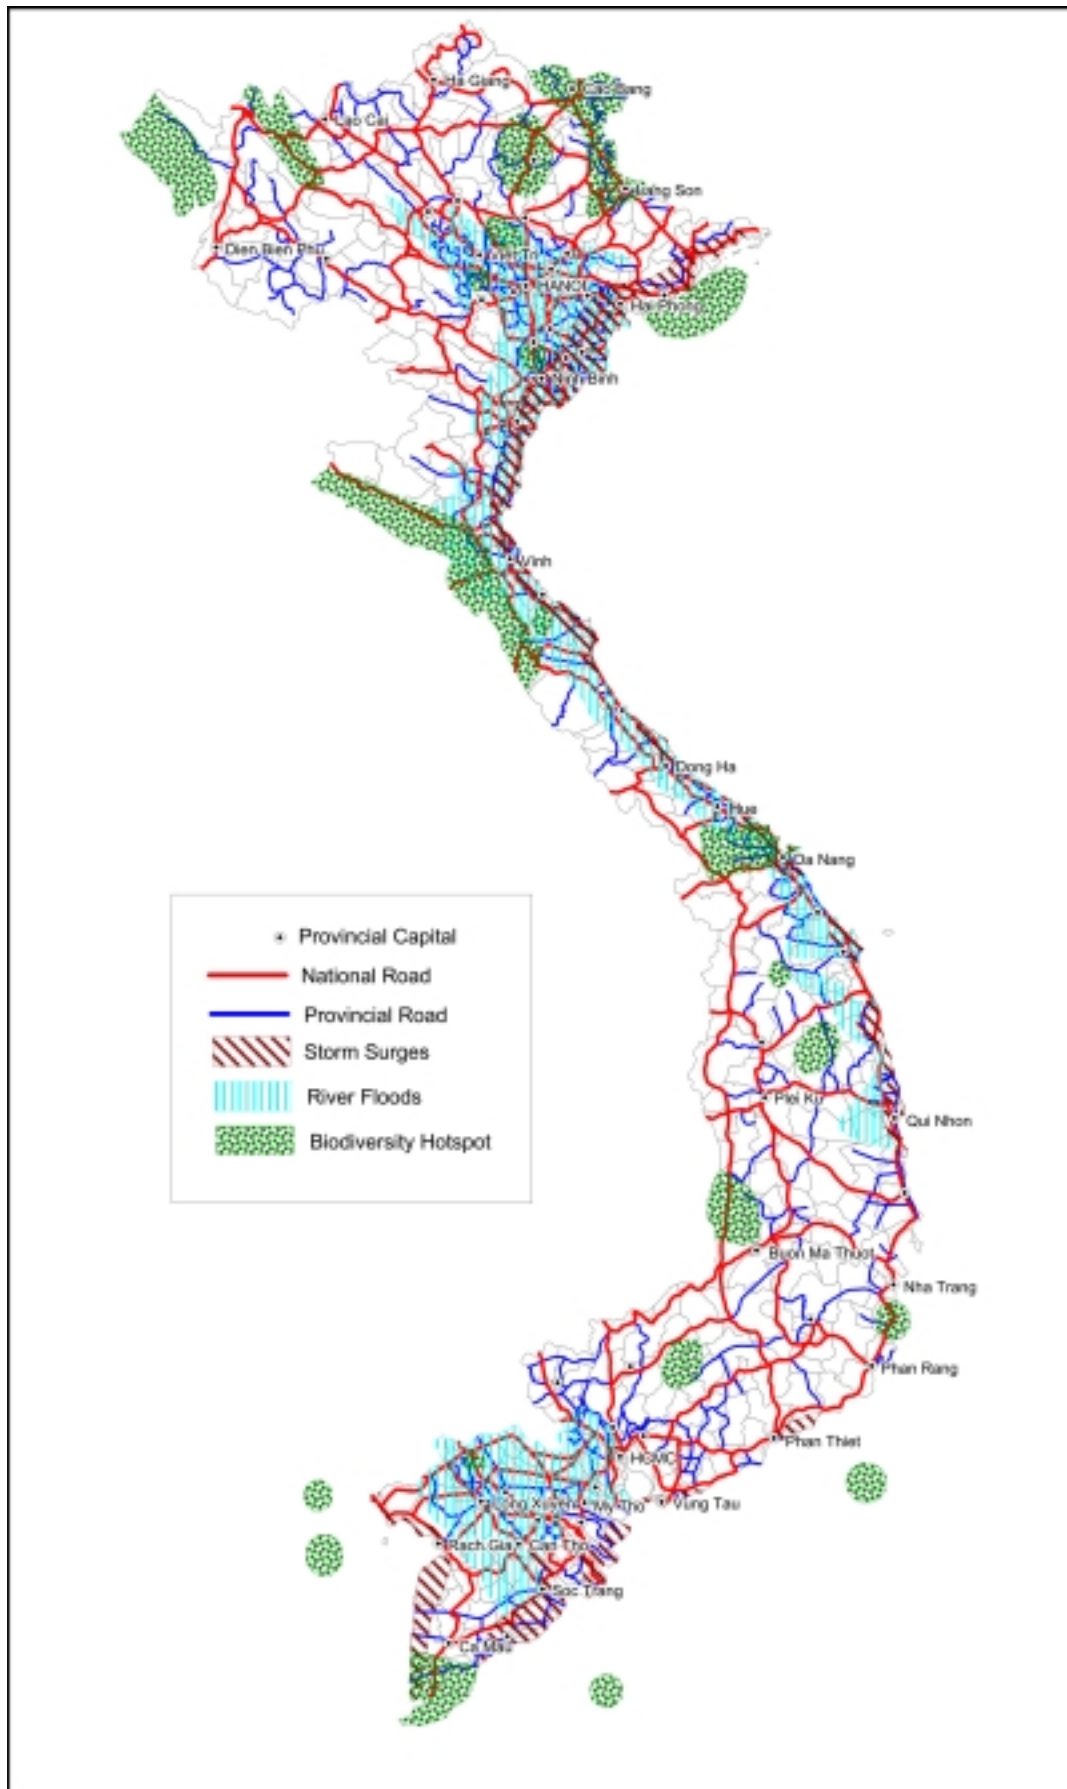 Ha Giang
Cao Bang
Lao Cai
Lang Son
Dien Bien Phu
Viet Tri
HANOI
Hai Phong
Ninh Binh
Vinh
Dong Ha
Hue
Da Nang
Provincial Capital
National Road
Provincial Road
Storm Surges
River Floods
Biodiversity Hotspot
Plei Ku
Qui Nhon
Buon Ma Thuot
Nha Trang
Phan Rang
Phan Thiet
HCMC
Long Xuyen
My Tho
Vung Tau
Rach Gia
Can Tho
Soc Trang
Ca Mau